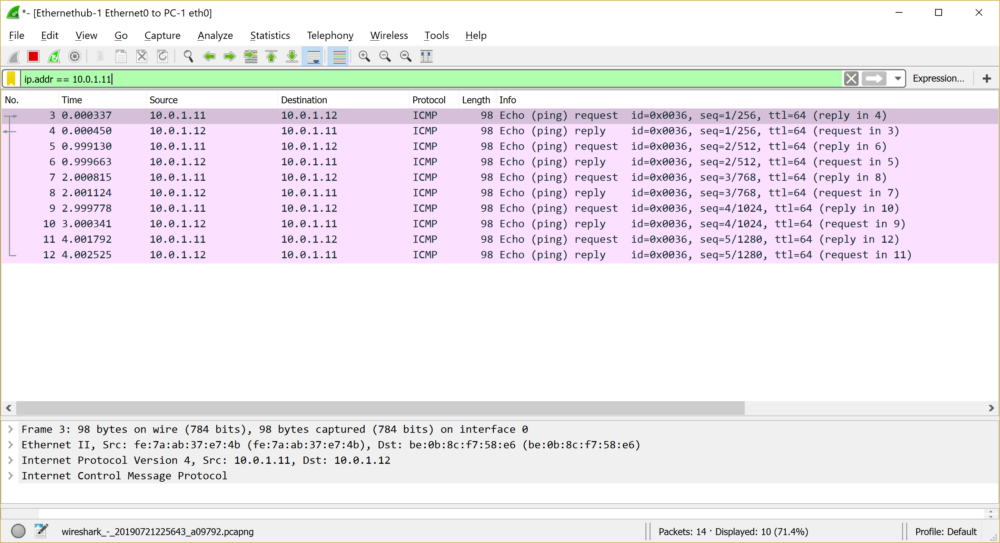 *- [Ethernethub-1 Ethernet0 to PC-1 eth0]
File Edit View Go Capture Analyze Statistics Telephony Wireless Tools Help
ip.addr == 10.0.1.11 Expression... +
No. Time Source Destination Protocol Length Info
3 0.000337 10.0.1.11 10.0.1.12 ICMP 98 Echo (ping) request id=0x0036, seq=1/256, ttl=64 (reply in 4)
4 0.000450 10.0.1.12 10.0.1.11 ICMP 98 Echo (ping) reply id=0x0036, seq=1/256, ttl=64 (request in 3)
5 0.999130 10.0.1.11 10.0.1.12 ICMP 98 Echo (ping) request id=0x0036, seq=2/512, ttl=64 (reply in 6)
6 0.999663 10.0.1.12 10.0.1.11 ICMP 98 Echo (ping) reply id=0x0036, seq=2/512, ttl=64 (request in 5)
7 2.000815 10.0.1.11 10.0.1.12 ICMP 98 Echo (ping) request id=0x0036, seq=3/768, ttl=64 (reply in 8)
8 2.001124 10.0.1.12 10.0.1.11 ICMP 98 Echo (ping) reply id=0x0036, seq=3/768, ttl=64 (request in 7)
9 2.999778 10.0.1.11 10.0.1.12 ICMP 98 Echo (ping) request id=0x0036, seq=4/1024, ttl=64 (reply in 10)
10 3.000341 10.0.1.12 10.0.1.11 ICMP 98 Echo (ping) reply id=0x0036, seq=4/1024, ttl=64 (request in 9)
11 4.001792 10.0.1.11 10.0.1.12 ICMP 98 Echo (ping) request id=0x0036, seq=5/1280, ttl=64 (reply in 12)
12 4.002525 10.0.1.12 10.0.1.11 ICMP 98 Echo (ping) reply id=0x0036, seq=5/1280, ttl=64 (request in 11)
Frame 3: 98 bytes on wire (784 bits), 98 bytes captured (784 bits) on interface 0
Ethernet II, Src: fe:7a:ab:37:e7:4b (fe:7a:ab:37:e7:4b), Dst: be:0b:8c:f7:58:e6 (be:0b:8c:f7:58:e6)
Internet Protocol Version 4, Src: 10.0.1.11, Dst: 10.0.1.12
Internet Control Message Protocol
wireshark_-_20190721225643_a09792.pcapng Packets: 14 · Displayed: 10 (71.4%) Profile: Default